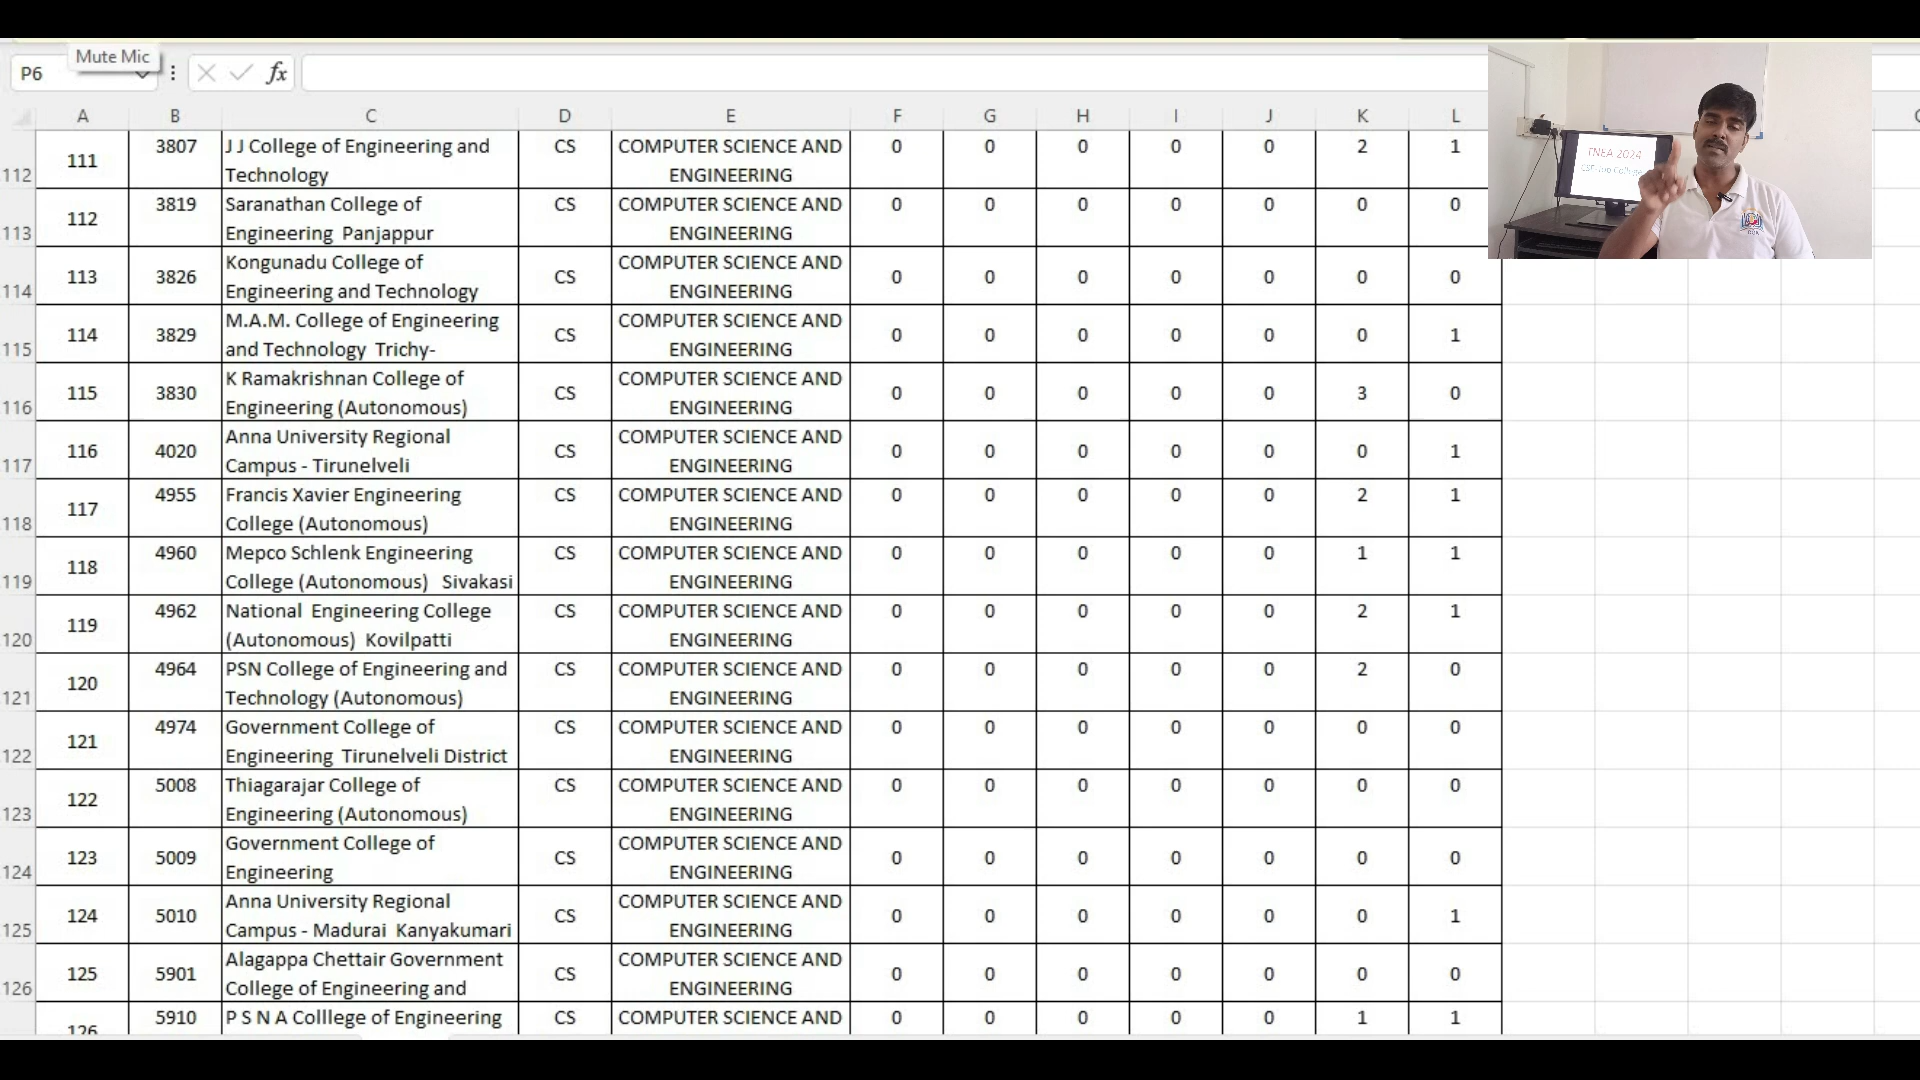 Mute Mic
P6
fx
A B C D E F G H I J K L
112 111 3807 J J College of Engineering and CS COMPUTER SCIENCE AND 0 0 0 0 0 2 1
Technology ENGINEERING
113 112 3819 Saranathan College of CS COMPUTER SCIENCE AND 0 0 0 0 0 0 0
Engineering Panjappur ENGINEERING
114 113 3826 Kongunadu College of CS COMPUTER SCIENCE AND 0 0 0 0 0 0 0
Engineering and Technology ENGINEERING
115 114 3829 M.A.M. College of Engineering CS COMPUTER SCIENCE AND 0 0 0 0 0 0 1
and Technology Trichy- ENGINEERING
116 115 3830 K Ramakrishnan College of CS COMPUTER SCIENCE AND 0 0 0 0 0 3 0
Engineering (Autonomous) ENGINEERING
117 116 4020 Anna University Regional CS COMPUTER SCIENCE AND 0 0 0 0 0 0 1
Campus - Tirunelveli ENGINEERING
118 117 4955 Francis Xavier Engineering CS COMPUTER SCIENCE AND 0 0 0 0 0 2 1
College (Autonomous) ENGINEERING
119 118 4960 Mepco Schlenk Engineering CS COMPUTER SCIENCE AND 0 0 0 0 0 1 1
College (Autonomous) Sivakasi ENGINEERING
120 119 4962 National Engineering College CS COMPUTER SCIENCE AND 0 0 0 0 0 2 1
(Autonomous) Kovilpatti ENGINEERING
121 120 4964 PSN College of Engineering and CS COMPUTER SCIENCE AND 0 0 0 0 0 2 0
Technology (Autonomous) ENGINEERING
122 121 4974 Government College of CS COMPUTER SCIENCE AND 0 0 0 0 0 0 0
Engineering Tirunelveli District ENGINEERING
123 122 5008 Thiagarajar College of CS COMPUTER SCIENCE AND 0 0 0 0 0 0 0
Engineering (Autonomous) ENGINEERING
124 123 5009 Government College of CS COMPUTER SCIENCE AND 0 0 0 0 0 0 0
Engineering ENGINEERING
125 124 5010 Anna University Regional CS COMPUTER SCIENCE AND 0 0 0 0 0 0 1
Campus - Madurai Kanyakumari ENGINEERING
126 125 5901 Alagappa Chettair Government CS COMPUTER SCIENCE AND 0 0 0 0 0 0 0
College of Engineering and ENGINEERING
126 5910 P S N A Colllege of Engineering CS COMPUTER SCIENCE AND 0 0 0 0 0 1 1
TNEA 2024